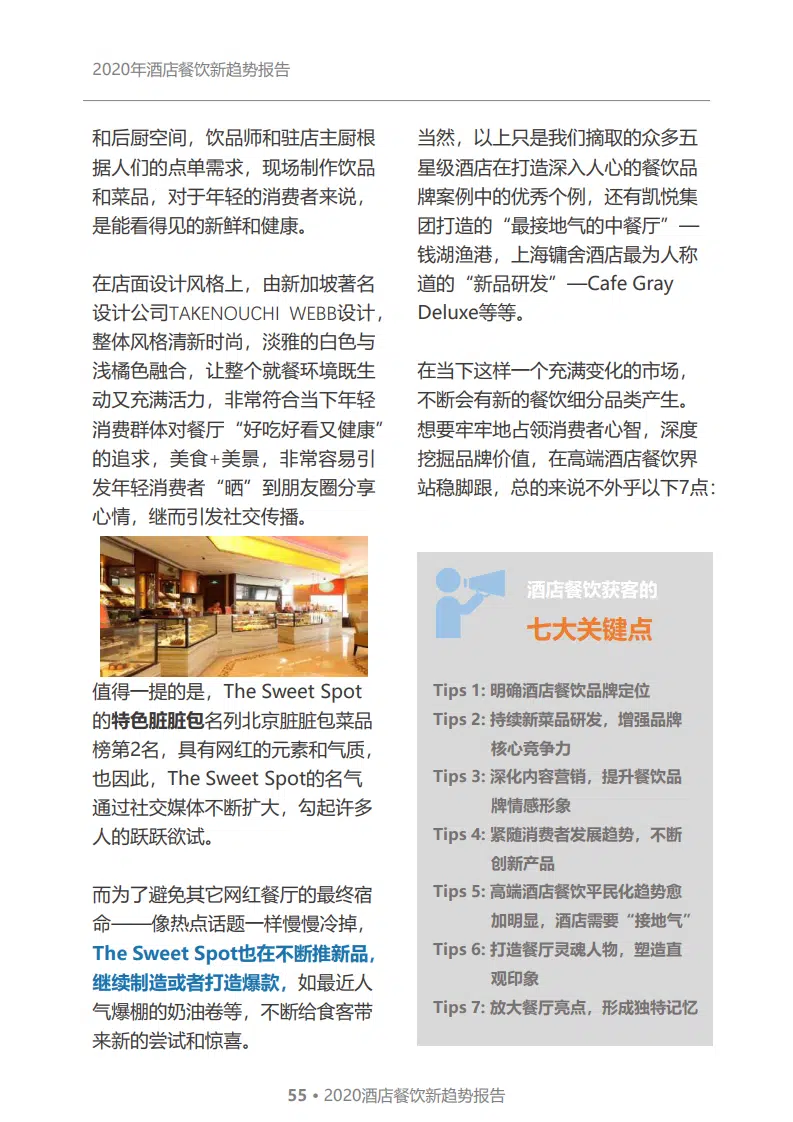 2020年酒店餐饮新趋势报告
和后厨空间，饮品师和驻店主厨根
据人们的点单需求，现场制作饮品
和菜品，对于年轻的消费者来说，
是能看得见的新鲜和健康。
在店面设计风格上，由新加坡著名
设计公司TAKENOUCHI WEBB设计，
整体风格清新时尚，淡雅的白色与
浅橘色融合，让整个就餐环境既生
动又充满活力，非常符合当下年轻
消费群体对餐厅“好吃好看又健康”
的追求，美食+美景，非常容易引
发年轻消费者“晒”到朋友圈分享
心情，继而引发社交传播。
值得一提的是，The Sweet Spot
的特色脏脏包名列北京脏脏包菜品
榜第2名，具有网红的元素和气质，
也因此，The Sweet Spot的名气
通过社交媒体不断扩大，勾起许多
人的跃跃欲试。
而为了避免其它网红餐厅的最终宿
命——像热点话题一样慢慢冷掉，
The Sweet Spot也在不断推新品，
继续制造或者打造爆款，如最近人
气爆棚的奶油卷等，不断给食客带
来新的尝试和惊喜。
当然，以上只是我们摘取的众多五
星级酒店在打造深入人心的餐饮品
牌案例中的优秀个例，还有凯悦集
团打造的“最接地气的中餐厅”—
钱湖渔港，上海镛舍酒店最为人称
道的“新品研发”—Cafe Gray
Deluxe等等。
在当下这样一个充满变化的市场，
不断会有新的餐饮细分品类产生。
想要牢牢地占领消费者心智，深度
挖掘品牌价值，在高端酒店餐饮界
站稳脚跟，总的来说不外乎以下7点：
酒店餐饮获客的
七大关键点
Tips 1: 明确酒店餐饮品牌定位
Tips 2: 持续新菜品研发，增强品牌
核心竞争力
Tips 3: 深化内容营销，提升餐饮品
牌情感形象
Tips 4: 紧随消费者发展趋势，不断
创新产品
Tips 5: 高端酒店餐饮平民化趋势愈
加明显，酒店需要“接地气”
Tips 6: 打造餐厅灵魂人物，塑造直
观印象
Tips 7: 放大餐厅亮点，形成独特记忆
55 • 2020酒店餐饮新趋势报告